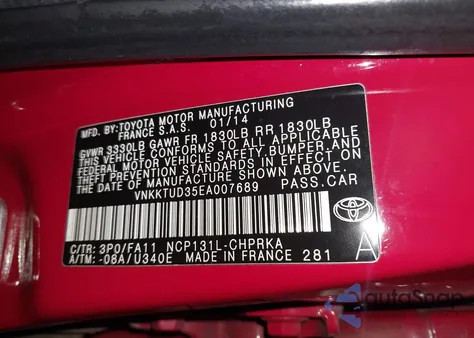 MFD. BY: TOYOTA MOTOR MANUFACTURING
FRANCE S.A.S. 01/14
GVWR 3330LB GAWR FR 1830LB RR 1830LB
THIS VEHICLE CONFORMS TO ALL APPLICABLE
FEDERAL MOTOR VEHICLE SAFETY, BUMPER, AND
THEFT PREVENTION STANDARDS IN EFFECT ON
THE DATE OF MANUFACTURE SHOWN ABOVE.
VNKKTUD35EA007689 PASS.CAR
TOYOTA
C/TR: 3P0/FA11 NCP131L-CHPRKA A
A/TM: -08A/U340E MADE IN FRANCE 281
autoSnap